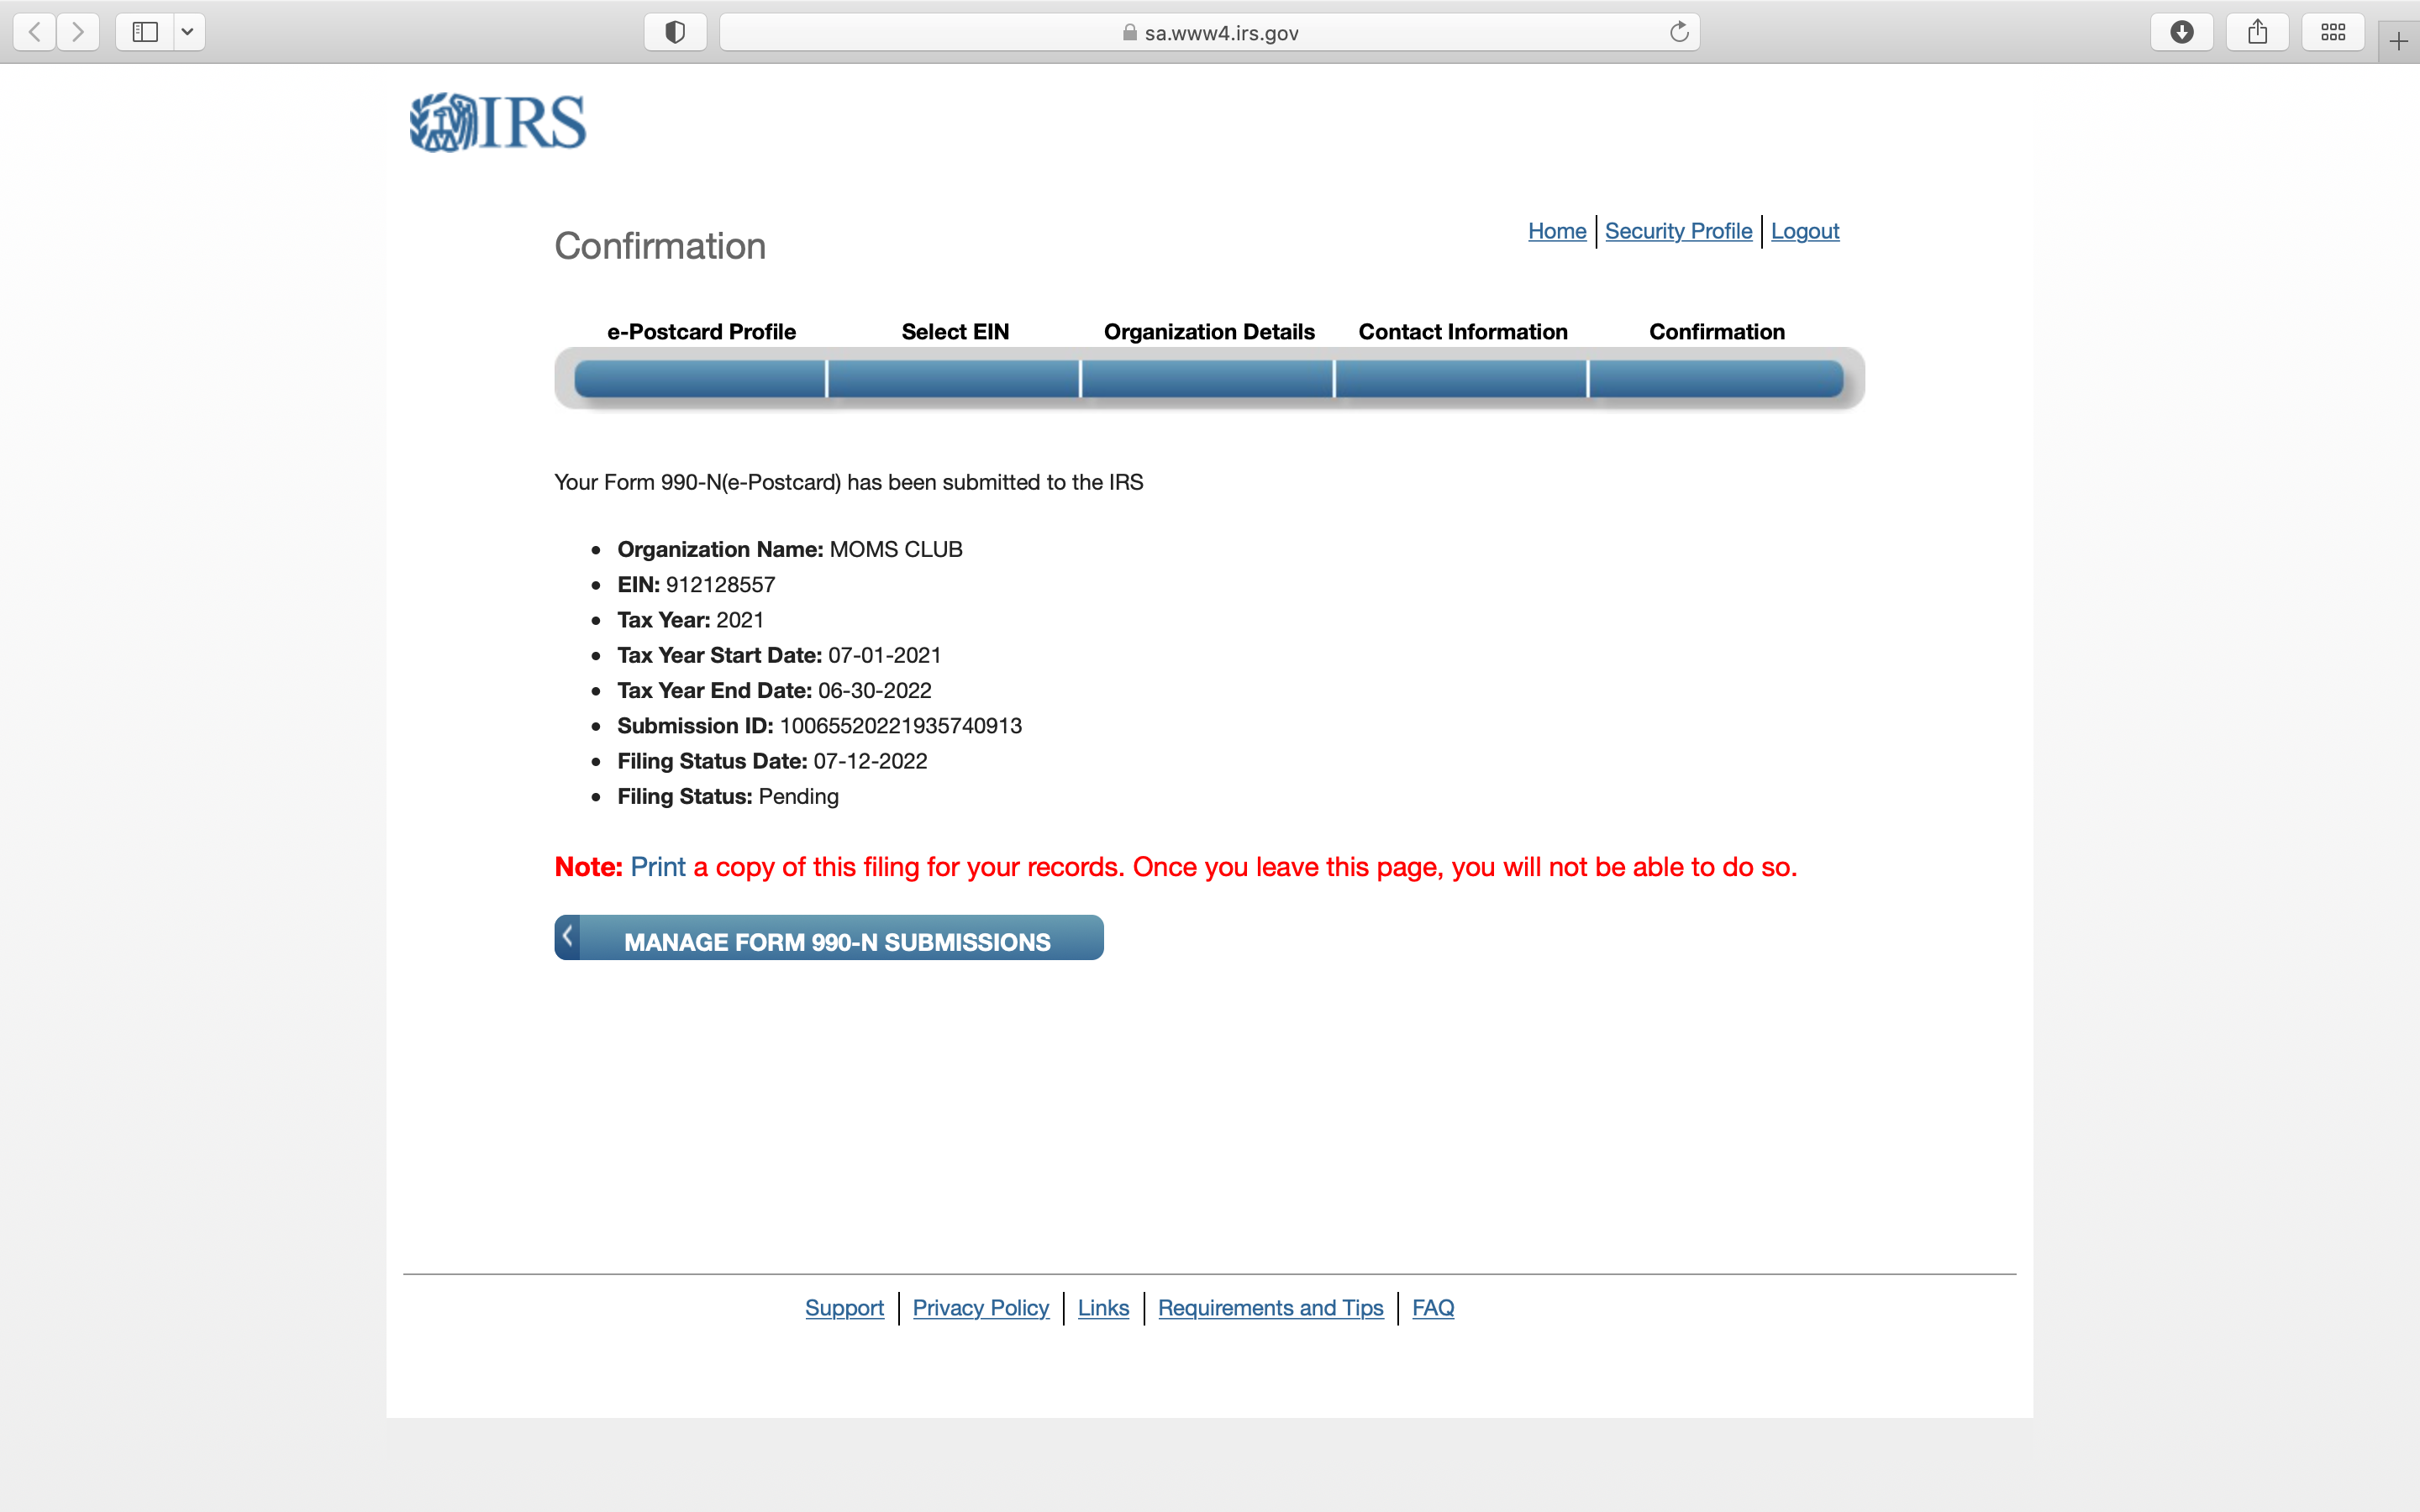 sa.www4.irs.gov
IRS
Home Security Profile Logout
Confirmation
e-Postcard Profile Select EIN Organization Details Contact Information Confirmation
Your Form 990-N(e-Postcard) has been submitted to the IRS
• Organization Name: MOMS CLUB
• EIN: 912128557
• Tax Year: 2021
• Tax Year Start Date: 07-01-2021
• Tax Year End Date: 06-30-2022
• Submission ID: 10065520221935740913
• Filing Status Date: 07-12-2022
• Filing Status: Pending
Note: Print a copy of this filing for your records. Once you leave this page, you will not be able to do so.
MANAGE FORM 990-N SUBMISSIONS
Support Privacy Policy Links Requirements and Tips FAQ